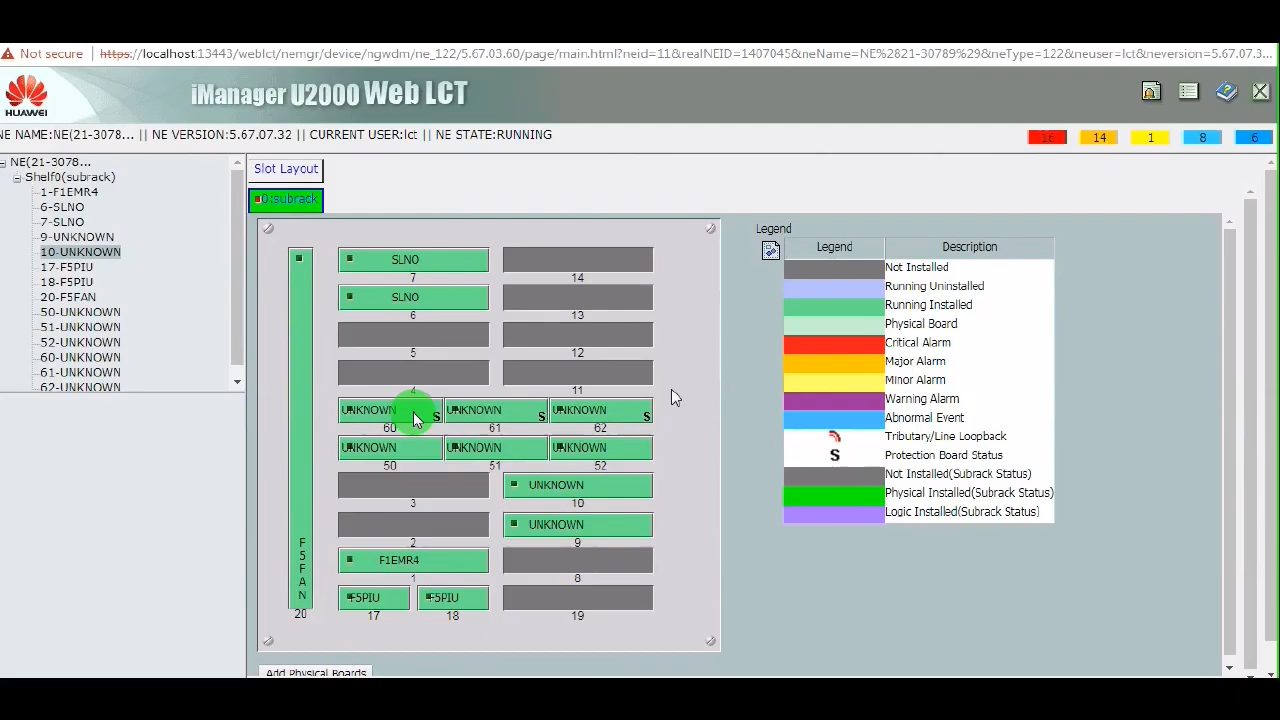 Not secure | https://localhost:13443/weblct/nemgr/device/ngwdm/ne_122/5.67.03.60/page/main.html?neid=11&realNEID=1407045&neName=NE%2821-30789%29&neType=122&neuser=lct&neversion=5.67.07.3...
HUAWEI
iManager U2000 Web LCT
NE NAME:NE(21-3078... || NE VERSION:5.67.07.32 || CURRENT USER:lct || NE STATE:RUNNING
16 14 1 8 6
NE(21-3078...
Shelf0(subrack)
1-F1EMR4
6-SLNO
7-SLNO
9-UNKNOWN
10-UNKNOWN
17-F5PIU
18-F5PIU
20-F5FAN
50-UNKNOWN
51-UNKNOWN
52-UNKNOWN
60-UNKNOWN
61-UNKNOWN
62-UNKNOWN
Slot Layout
0:subrack
SLNO
7 14
SLNO
6 13
5 12
4 11
UNKNOWN S UNKNOWN S UNKNOWN S
60 61 62
UNKNOWN UNKNOWN UNKNOWN
50 51 52
UNKNOWN
3 10
UNKNOWN
2 9
F1EMR4
1 8
F5PIU F5PIU
17 18 19
F5FAN
20
Add Physical Boards
Legend
Legend Description
Not Installed
Running Uninstalled
Running Installed
Physical Board
Critical Alarm
Major Alarm
Minor Alarm
Warning Alarm
Abnormal Event
Tributary/Line Loopback
S Protection Board Status
Not Installed(Subrack Status)
Physical Installed(Subrack Status)
Logic Installed(Subrack Status)